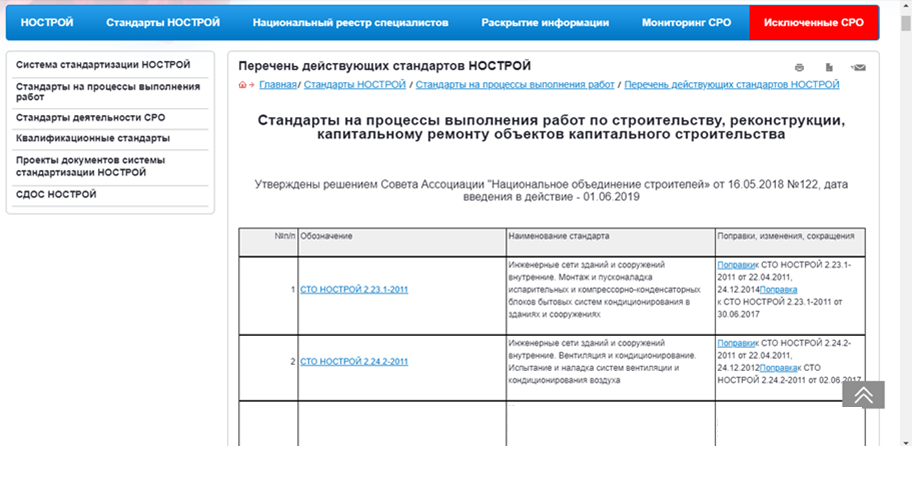 НОСТРОЙ Стандарты НОСТРОЙ Национальный реестр специалистов Раскрытие информации Мониторинг СРО Исключенные СРО
Система стандартизации НОСТРОЙ
Стандарты на процессы выполнения
работ
Стандарты деятельности СРО
Квалификационные стандарты
Проекты документов системы
стандартизации НОСТРОЙ
СДОС НОСТРОЙ
Перечень действующих стандартов НОСТРОЙ
Главная/ Стандарты НОСТРОЙ / Стандарты на процессы выполнения работ / Перечень действующих стандартов НОСТРОЙ
Стандарты на процессы выполнения работ по строительству, реконструкции,
капитальному ремонту объектов капитального строительства
Утверждены решением Совета Ассоциации "Национальное объединение строителей» от 16.05.2018 №122, дата
введения в действие - 01.06.2019
№п/п Обозначение Наименование стандарта Поправки, изменения, сокращения
1 СТО НОСТРОЙ 2.23.1-2011
Инженерные сети зданий и сооружений
внутренние. Монтаж и пусконаладка
испарительных и компрессорно-конденсаторных
блоков бытовых систем кондиционирования в
зданиях и сооружениях
Поправкик СТО НОСТРОЙ 2.23.1-
2011 от 22.04.2011,
24.12.2014Поправка
к СТО НОСТРОЙ 2.23.1-2011 от
30.06.2017
2 СТО НОСТРОЙ 2.24.2-2011
Инженерные сети зданий и сооружений
внутренние. Вентиляция и кондиционирование.
Испытание и наладка систем вентиляции и
кондиционирования воздуха
Поправкик СТО НОСТРОЙ 2.24.2-
2011 от 22.04.2011,
24.12.2012Поправкак СТО
НОСТРОЙ 2.24.2-2011 от 02.06.2017